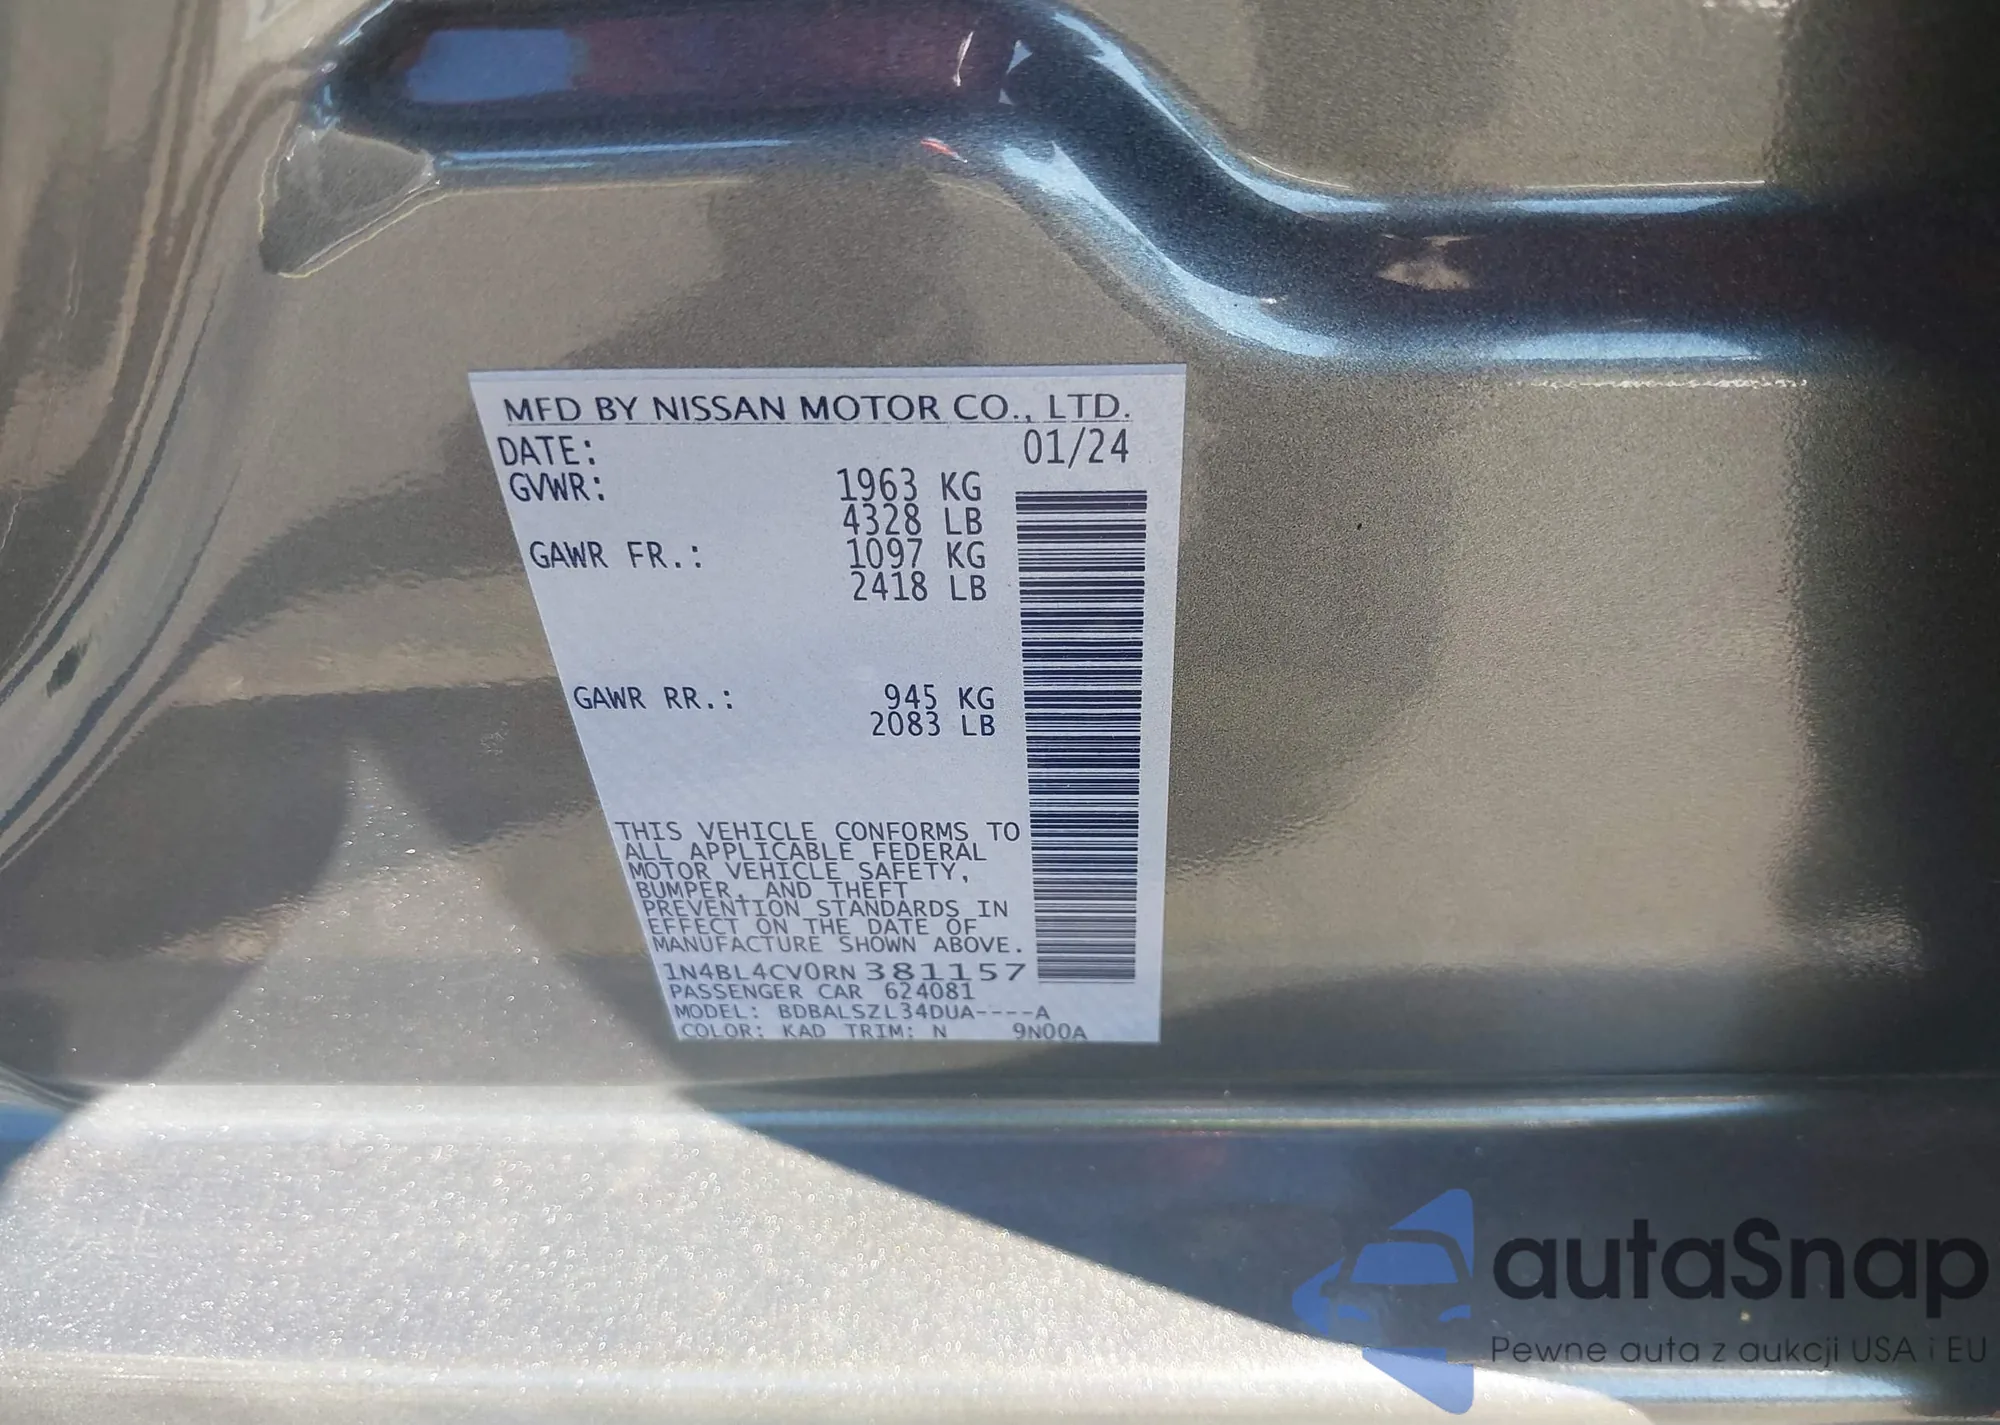 MFD BY NISSAN MOTOR CO., LTD.
DATE: 01/24
GVWR: 1963 KG
4328 LB
GAWR FR.: 1097 KG
2418 LB
GAWR RR.: 945 KG
2083 LB
THIS VEHICLE CONFORMS TO
ALL APPLICABLE FEDERAL
MOTOR VEHICLE SAFETY,
BUMPER, AND THEFT
PREVENTION STANDARDS IN
EFFECT ON THE DATE OF
MANUFACTURE SHOWN ABOVE.
1N4BL4CV0RN381157
PASSENGER CAR 624081
MODEL: BDBALSZL34DUA----A
COLOR: KAD TRIM: N 9N00A
autaSnap
Pewne auta z aukcji USA i EU